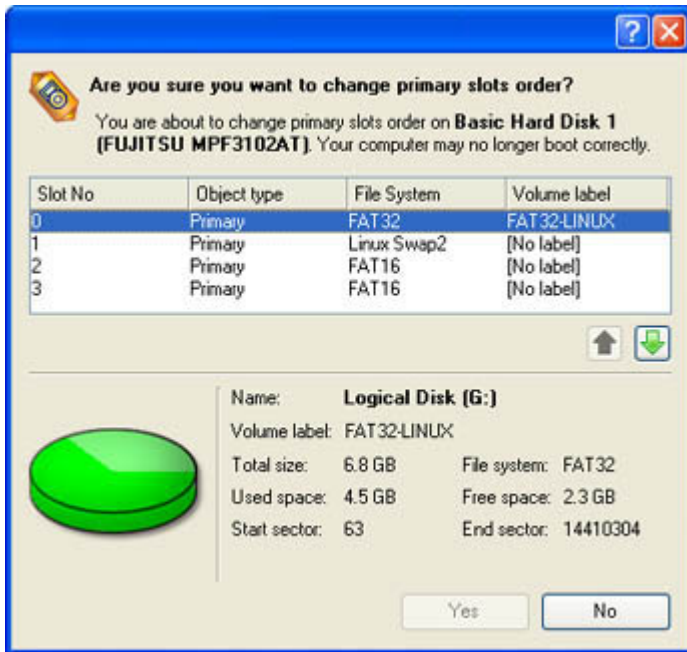 Are you sure you want to change primary slots order?
You are about to change primary slots order on Basic Hard Disk 1
(FUJITSU MPF3102AT). Your computer may no longer boot correctly.
Slot No Object type File System Volume label
0 Primary FAT32 FAT32-LINUX
1 Primary Linux Swap2 [No label]
2 Primary FAT16 [No label]
3 Primary FAT16 [No label]
Name: Logical Disk (G:)
Volume label: FAT32-LINUX
Total size: 6.8 GB File system: FAT32
Used space: 4.5 GB Free space: 2.3 GB
Start sector: 63 End sector: 14410304
Yes No